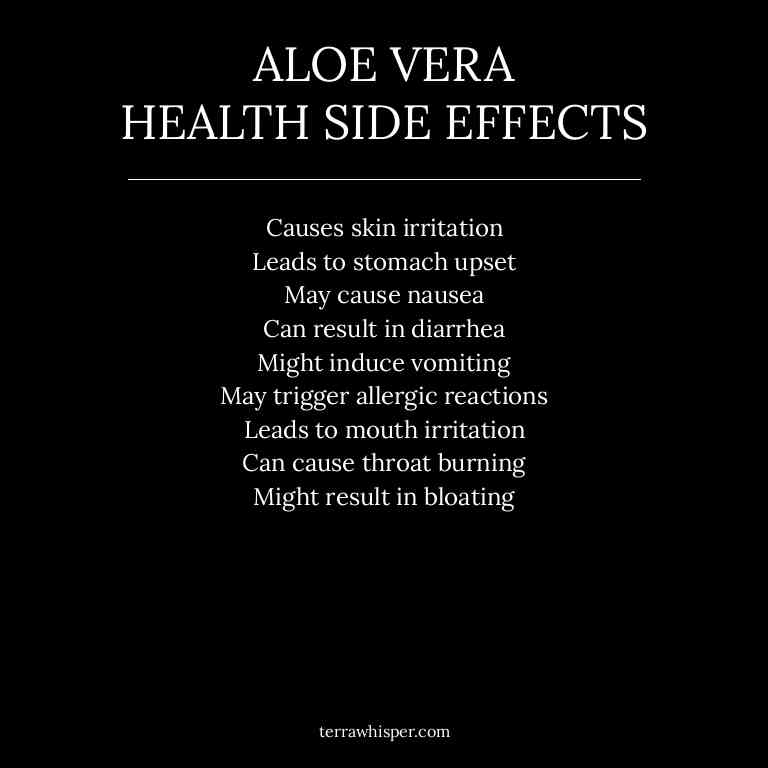 ALOE VERA
HEALTH SIDE EFFECTS
Causes skin irritation
Leads to stomach upset
May cause nausea
Can result in diarrhea
Might induce vomiting
May trigger allergic reactions
Leads to mouth irritation
Can cause throat burning
Might result in bloating
terrawhisper.com